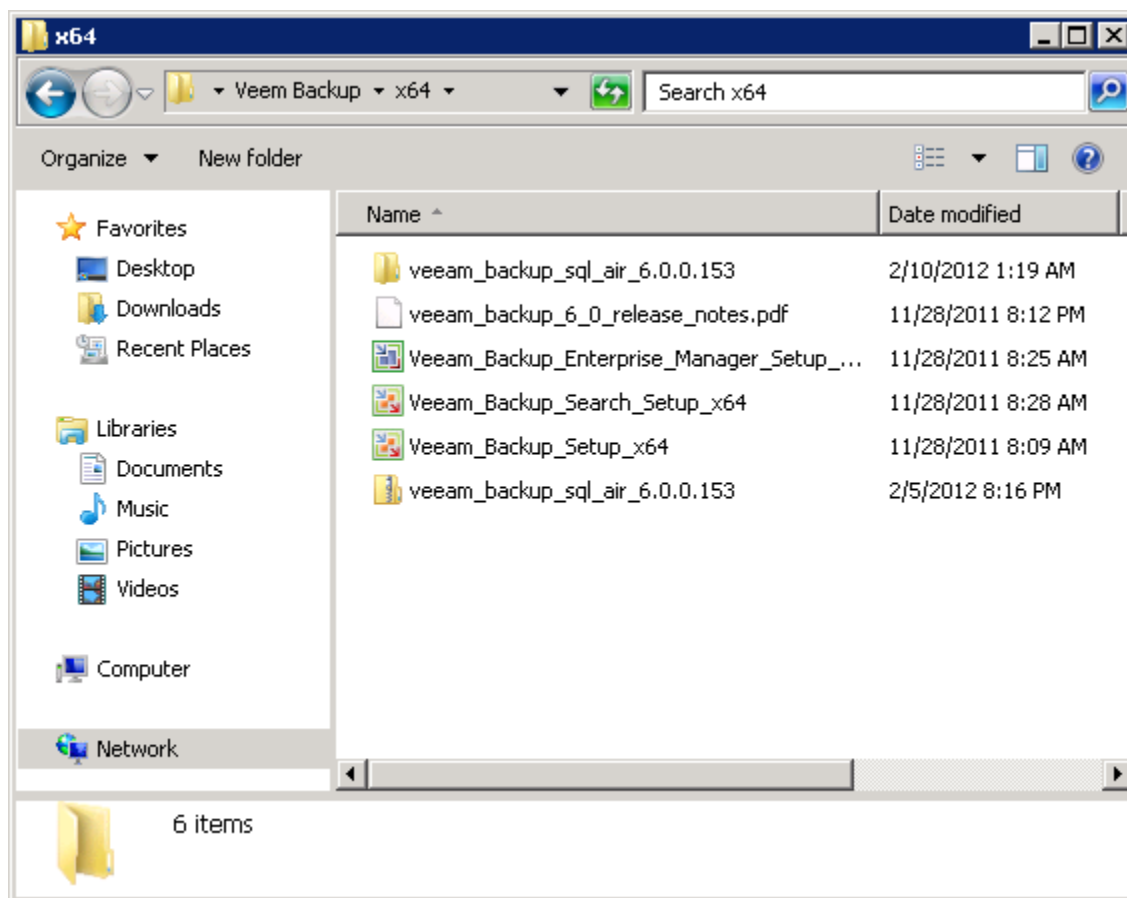 x64
Veem Backup x64 Search x64
Organize New folder
Favorites
Desktop
Downloads
Recent Places
Libraries
Documents
Music
Pictures
Videos
Computer
Network
Name Date modified
veeam_backup_sql_air_6.0.0.153 2/10/2012 1:19 AM
veeam_backup_6_0_release_notes.pdf 11/28/2011 8:12 PM
Veeam_Backup_Enterprise_Manager_Setup_... 11/28/2011 8:25 AM
Veeam_Backup_Search_Setup_x64 11/28/2011 8:28 AM
Veeam_Backup_Setup_x64 11/28/2011 8:09 AM
veeam_backup_sql_air_6.0.0.153 2/5/2012 8:16 PM
6 items